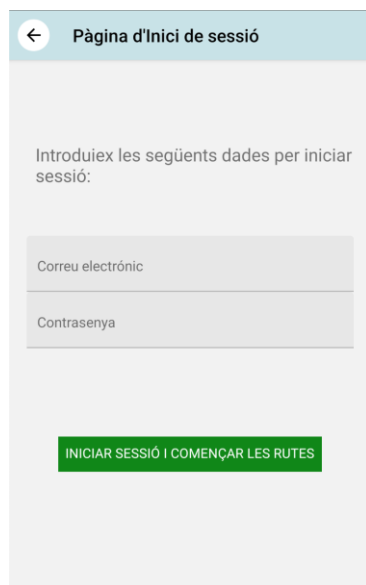 Pàgina d'Inici de sessió
Introduiex les següents dades per iniciar
sessió:
Correu electrónic
Contrasenya
INICIAR SESSIÓ I COMENÇAR LES RUTES